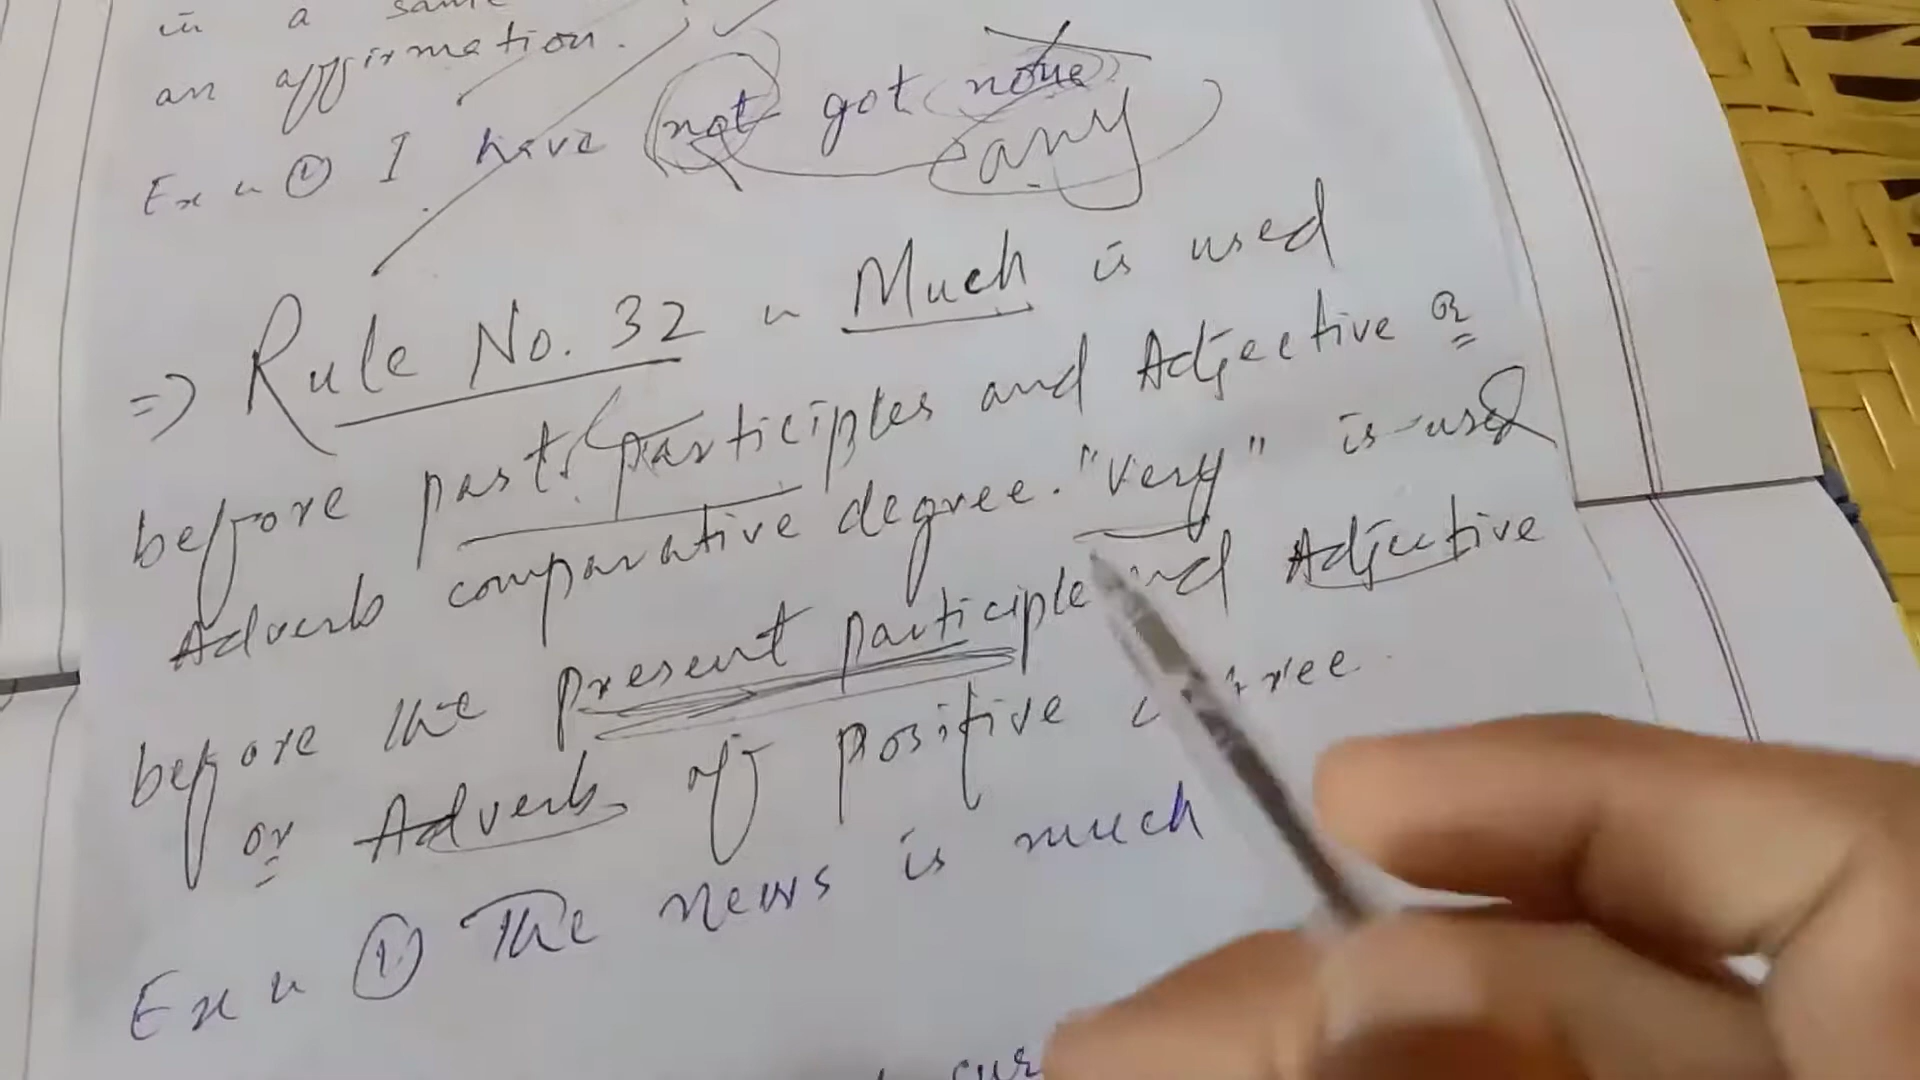 in a same
an affirmation.
Ex ~ ① I have not got none
any
=> Rule No. 32 ~ Much is used
before past participles and Adjective or
Adverb comparative degree. "Very" is used
before the present participle and Adjective
or Adverb of positive degree.
Ex ~ ① The news is much